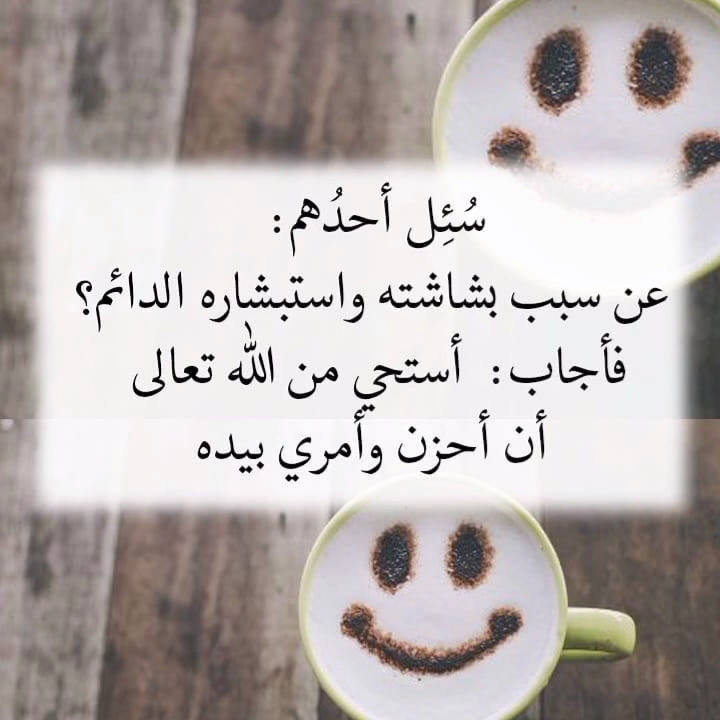 سُئِل أحدُهم:
عن سبب بشاشته واستبشاره الدائم؟
فأجاب: أستحي من الله تعالى
أن أحزن وأمري بيده